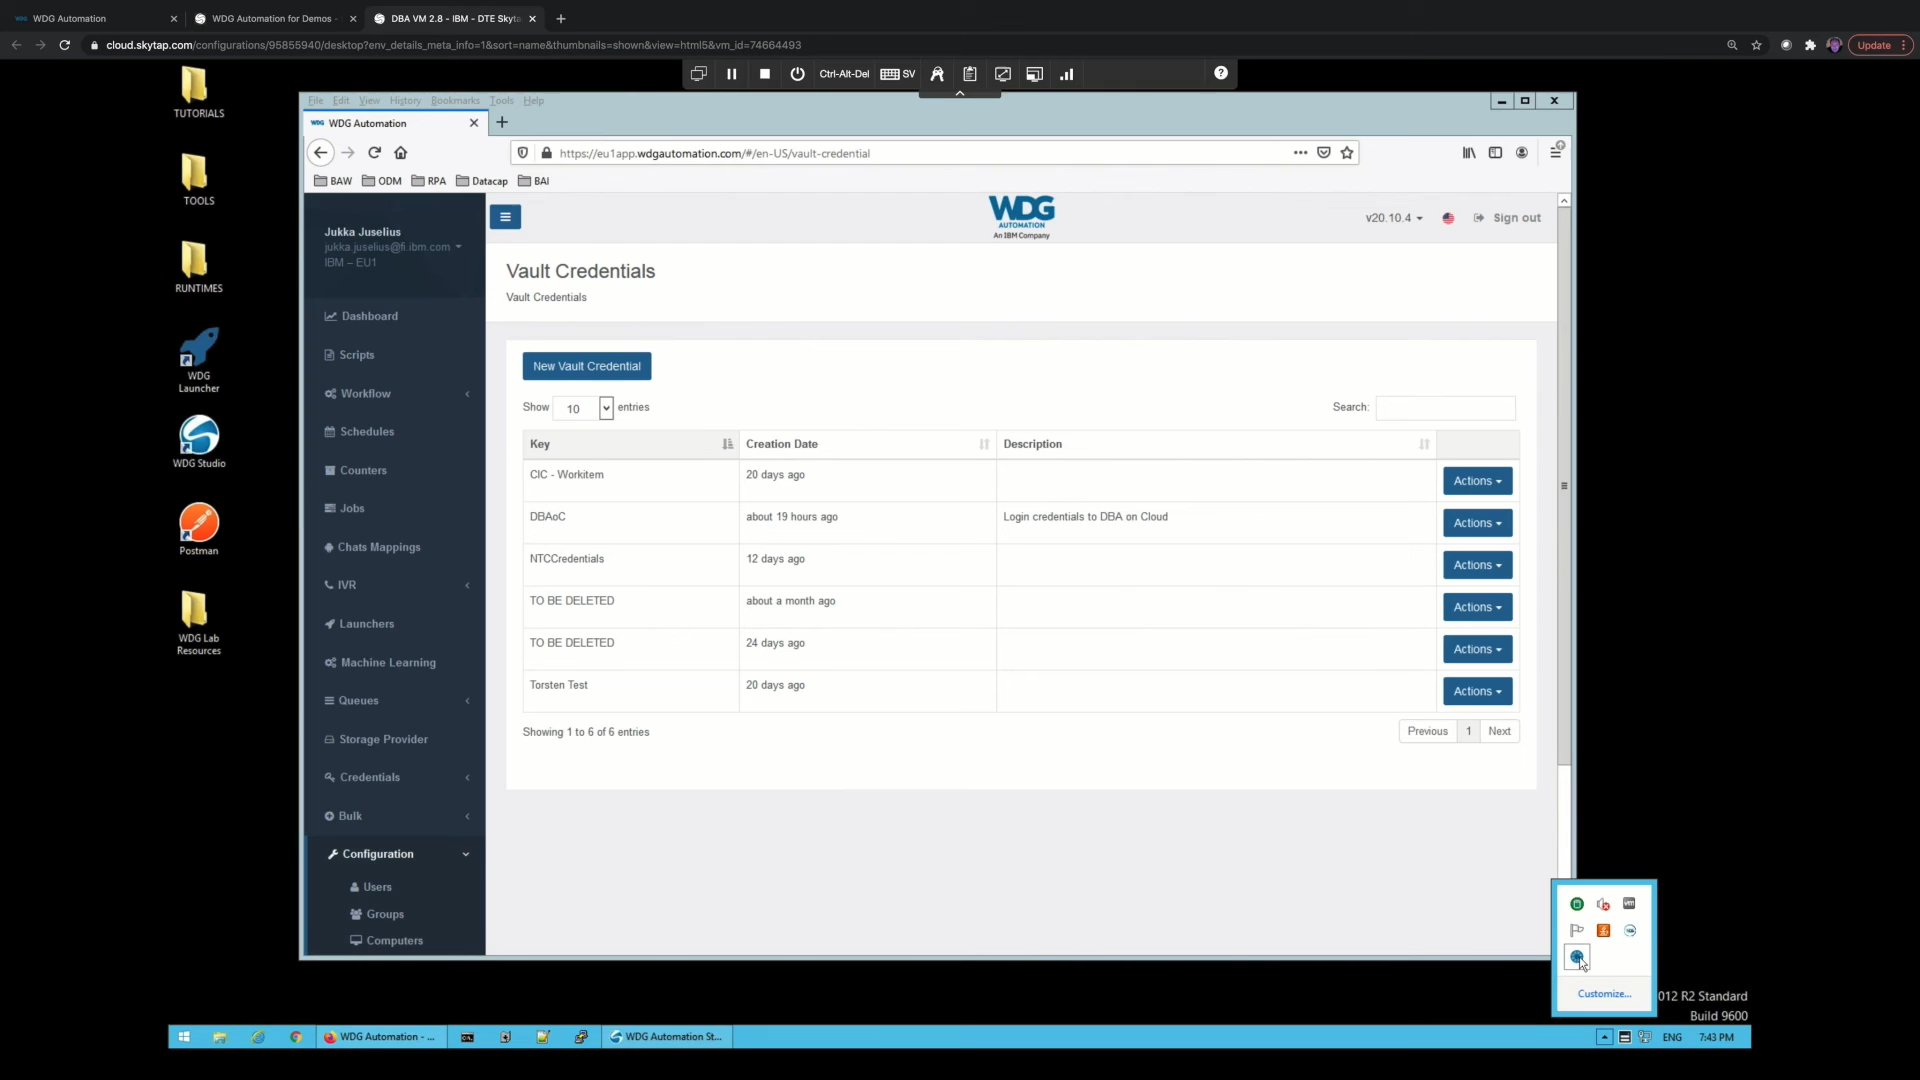 WDG Automation
WDG Automation for Demos -
DBA VM 2.8 - IBM - DTE Skyta
cloud.skytap.com/configurations/95855940/desktop?env_details_meta_info=1&sort=name&thumbnails=shown&view=html5&vm_id=74664493
Update
Ctrl-Alt-Del
SV
TUTORIALS
TOOLS
RUNTIMES
WDG
Launcher
WDG Studio
Postman
WDG Lab
Resources
File Edit View History Bookmarks Tools Help
WDG WDG Automation
https://eu1app.wdgautomation.com/#/en-US/vault-credential
BAW ODM RPA Datacap BAI
Jukka Juselius
jukka.juselius@fi.ibm.com
IBM – EU1
Dashboard
Scripts
Workflow
Schedules
Counters
Jobs
Chats Mappings
IVR
Launchers
Machine Learning
Queues
Storage Provider
Credentials
Bulk
Configuration
Users
Groups
Computers
WDG
AUTOMATION
An IBM Company
v20.10.4
Sign out
Vault Credentials
Vault Credentials
New Vault Credential
Show 10 entries
Search:
Key Creation Date Description
CIC - Workitem 20 days ago Actions
DBAoC about 19 hours ago Login credentials to DBA on Cloud Actions
NTCCredentials 12 days ago Actions
TO BE DELETED about a month ago Actions
TO BE DELETED 24 days ago Actions
Torsten Test 20 days ago Actions
Showing 1 to 6 of 6 entries
Previous 1 Next
Customize...
012 R2 Standard
Build 9600
WDG Automation - ...
WDG Automation St...
ENG
7:43 PM